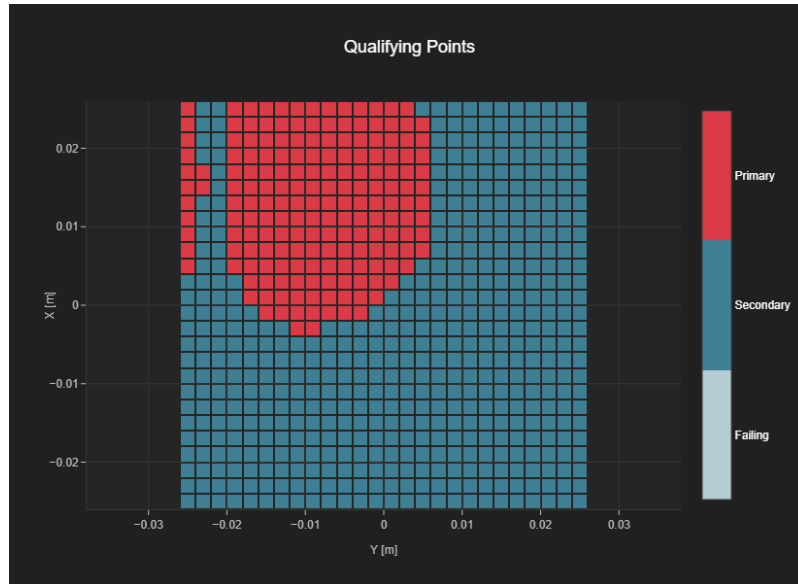 Qualifying Points
Primary
Secondary
Failing
X [m]
0.02
0.01
0
−0.01
−0.02
−0.03
−0.02
−0.01
0
0.01
0.02
0.03
Y [m]